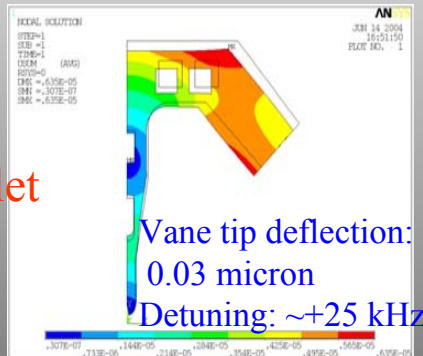 NODAL SOLUTION
STEP=1
SUB =1
TIME=1
USUM (AVG)
RSYS=0
DMX =.635E-05
SMN =.307E-07
SMX =.635E-05
AN
JUN 14 2004
16:51:50
PLOT NO. 1
MX
let
Vane tip deflection:
0.03 micron
Detuning: ~+25 kHz
.307E-07 .144E-05 .284E-05 .425E-05 .565E-05
.733E-06 .214E-05 .354E-05 .495E-05 .635E-05